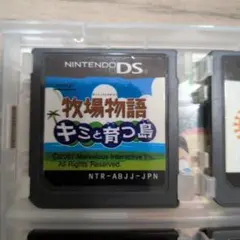 NINTENDO DS
牧場物語
キミと育つ島
©2007 Marvelous Interactive Inc.
All Rights Reserved.
NTR-ABJJ-JPN